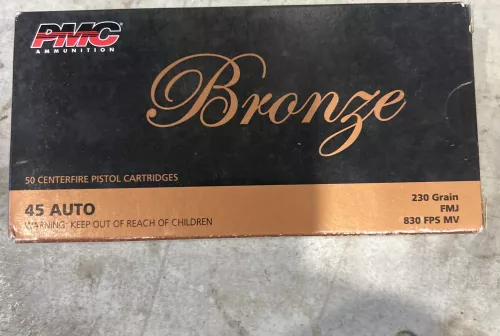 PMC
AMMUNITION
Bronze
50 CENTERFIRE PISTOL CARTRIDGES
45 AUTO
WARNING: KEEP OUT OF REACH OF CHILDREN
230 Grain
FMJ
830 FPS MV